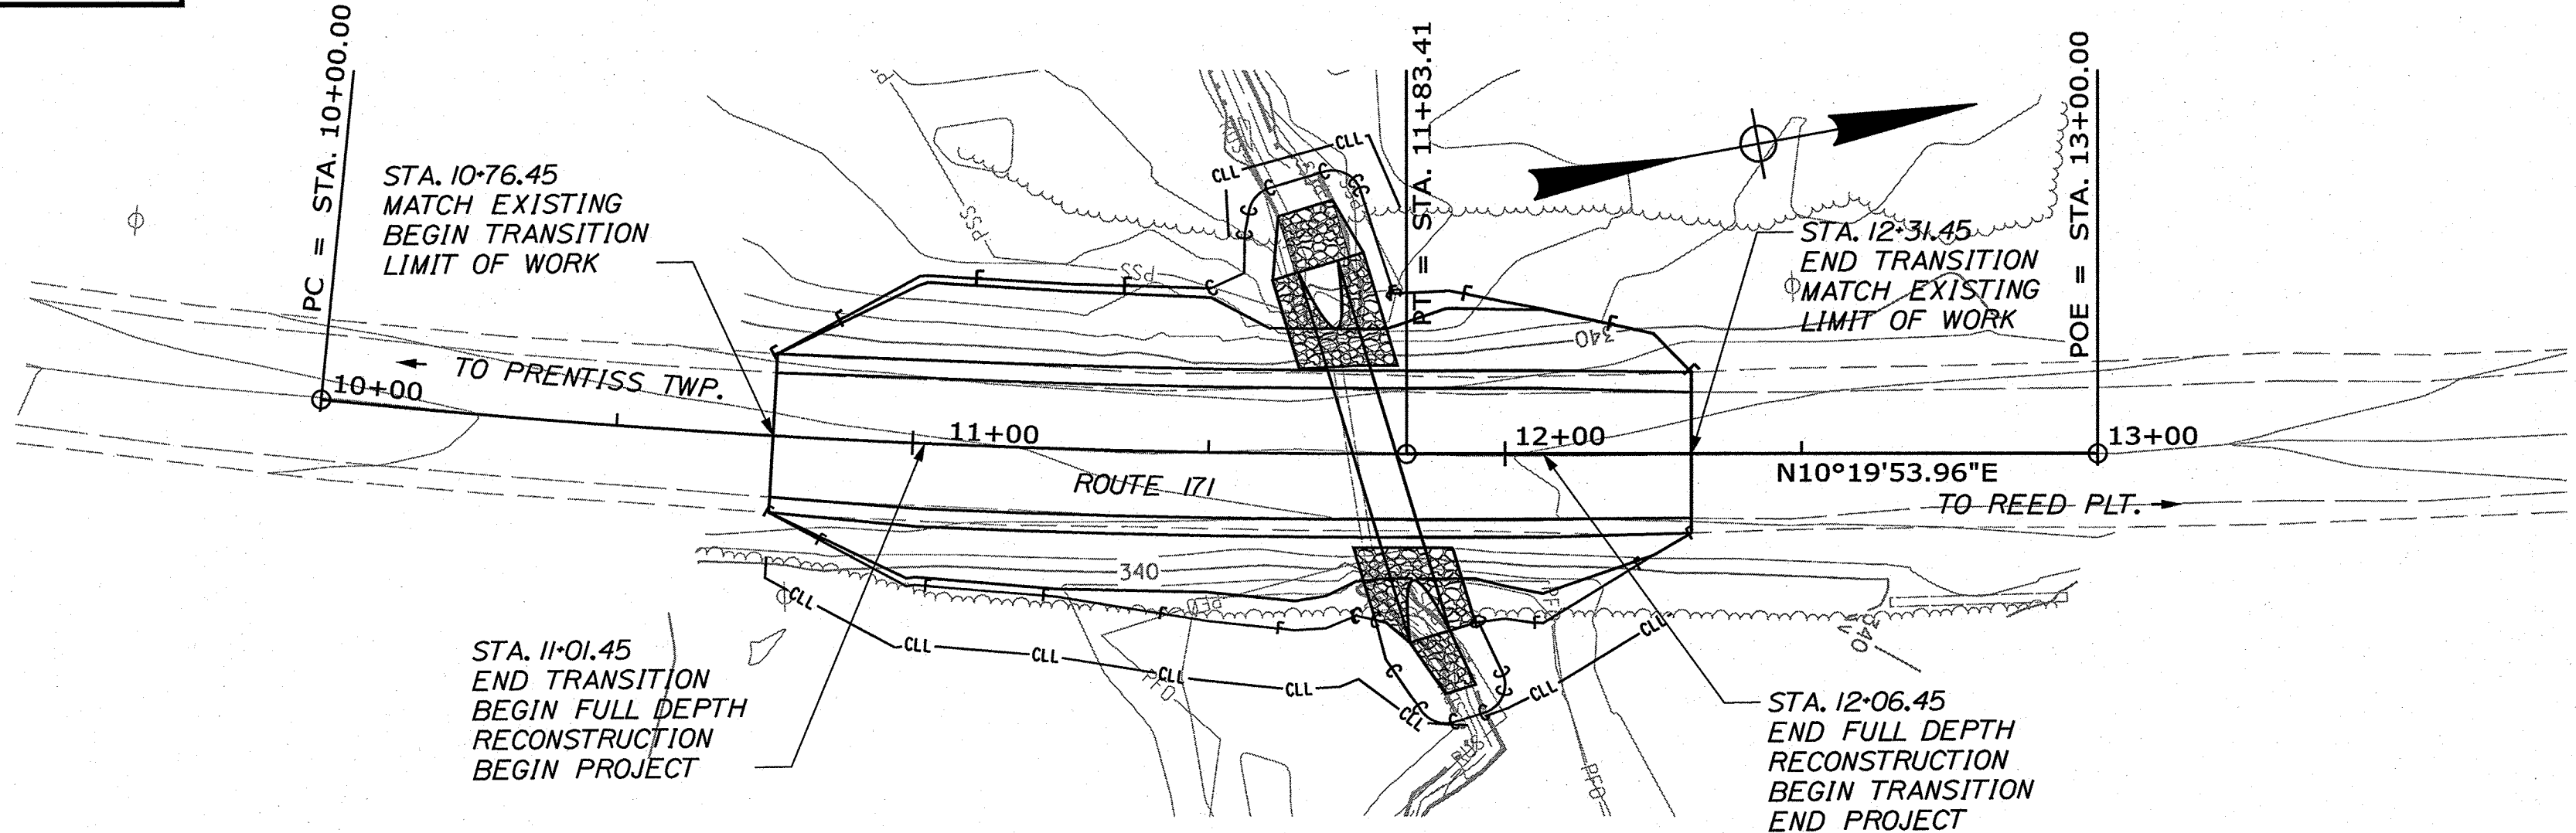 PC = STA. 10+00.00
STA. 10+76.45
MATCH EXISTING
BEGIN TRANSITION
LIMIT OF WORK
← TO PRENTISS TWP.
10+00
11+00
ROUTE 171
PSS
PSS
CLL
CLL
PT = STA. 11+83.41
12+00
340
STA. 12+31.45
END TRANSITION
MATCH EXISTING
LIMIT OF WORK
POE = STA. 13+00.00
13+00
N10°19'53.96"E
TO REED PLT. →
340
PFO
CLL
CLL
CLL
CLL
PFO
CLL
CLL
CLL
CLL
340
PFO
STA. 11+01.45
END TRANSITION
BEGIN FULL DEPTH
RECONSTRUCTION
BEGIN PROJECT
STA. 12+06.45
END FULL DEPTH
RECONSTRUCTION
BEGIN TRANSITION
END PROJECT